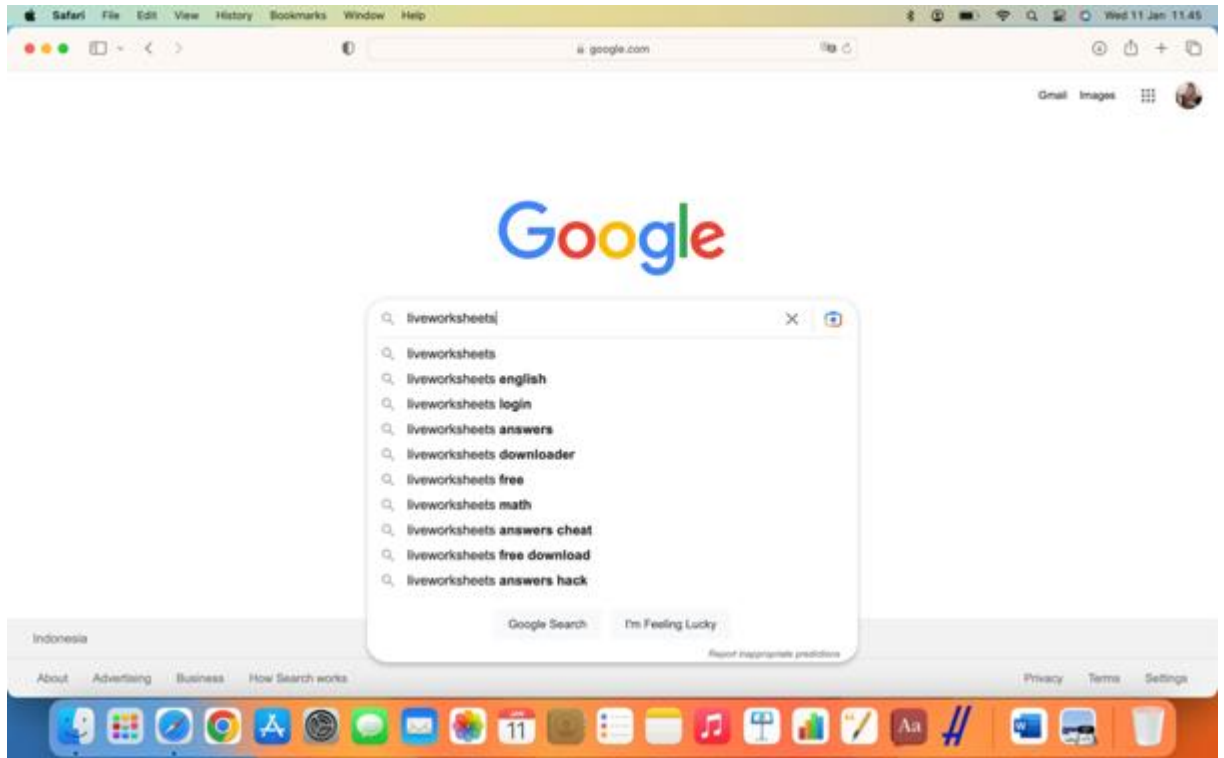 Safari File Edit View History Bookmarks Window Help Wed 11 Jan 11.45
google.com
Gmail Images
Google
liveworksheets
liveworksheets
liveworksheets english
liveworksheets login
liveworksheets answers
liveworksheets downloader
liveworksheets free
liveworksheets math
liveworksheets answers cheat
liveworksheets free download
liveworksheets answers hack
Google Search I'm Feeling Lucky
Report inappropriate predictions
Indonesia
About Advertising Business How Search works Privacy Terms Settings
11
Aa
W